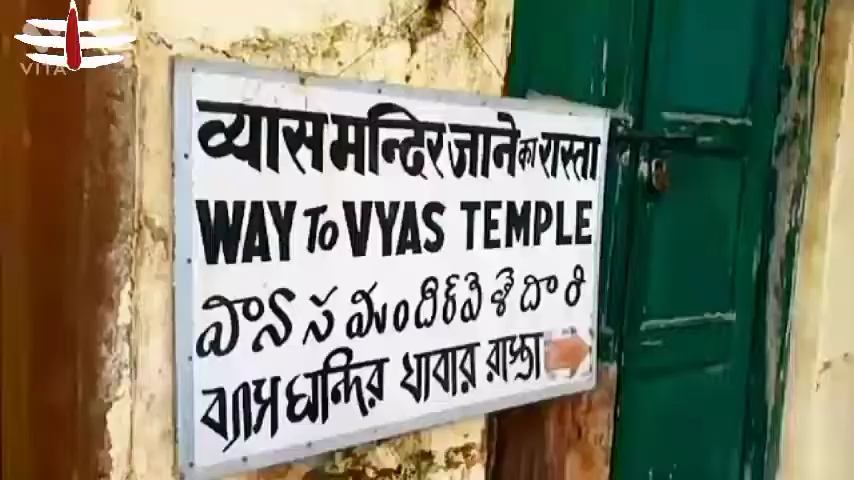 VITA
व्यास मन्दिर जाने का रास्ता
WAY To VYAS TEMPLE
మందిర్
ব্যাস মন্দির যাবার রাস্তা